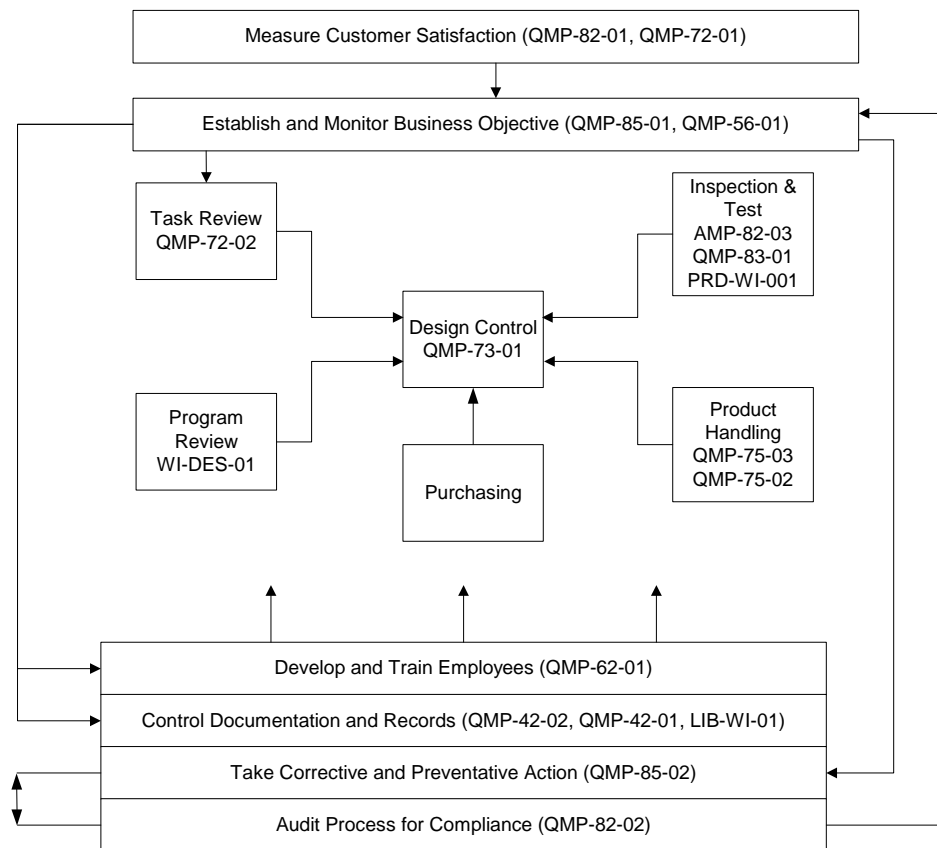 Measure Customer Satisfaction (QMP-82-01, QMP-72-01)
Establish and Monitor Business Objective (QMP-85-01, QMP-56-01)
Task Review
QMP-72-02
Inspection &
Test
AMP-82-03
QMP-83-01
PRD-WI-001
Design Control
QMP-73-01
Program
Review
WI-DES-01
Purchasing
Product
Handling
QMP-75-03
QMP-75-02
Develop and Train Employees (QMP-62-01)
Control Documentation and Records (QMP-42-02, QMP-42-01, LIB-WI-01)
Take Corrective and Preventative Action (QMP-85-02)
Audit Process for Compliance (QMP-82-02)